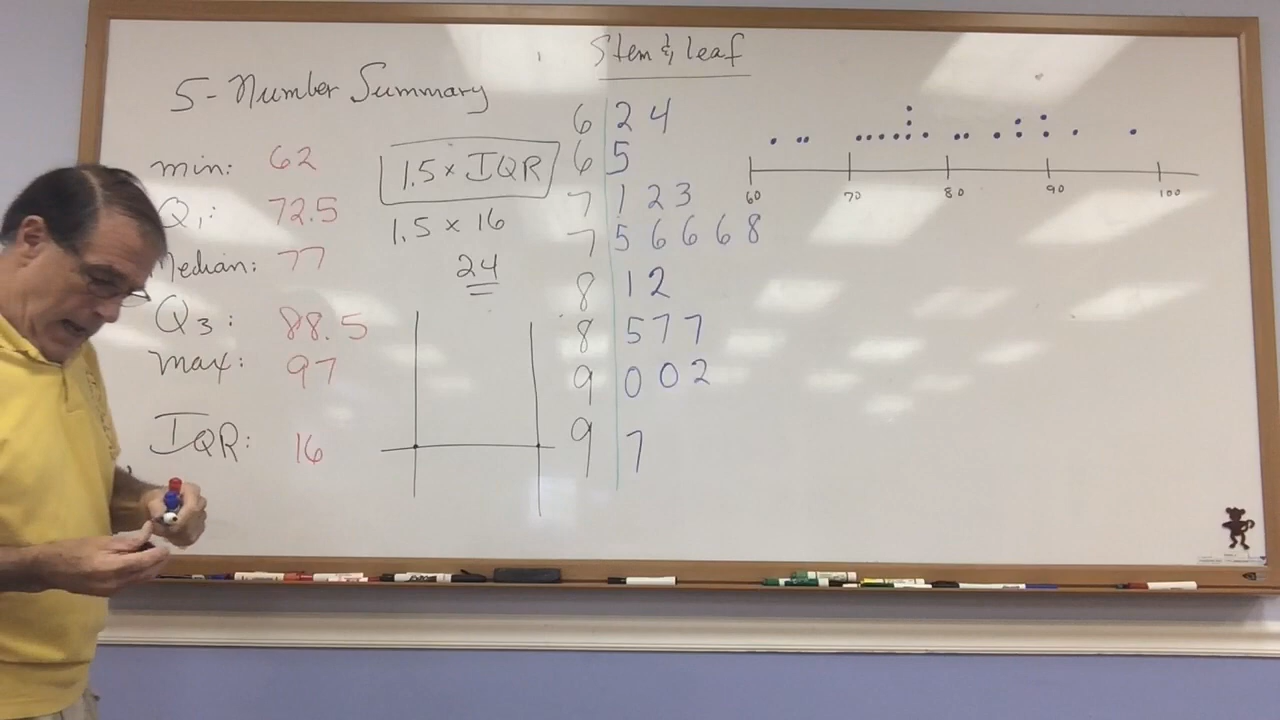 5-Number Summary
min: 62
Q1: 72.5
Median: 77
Q3: 88.5
max: 97
IQR: 16
1.5 x IQR
1.5 x 16
24
Stem & leaf
6 2 4
6 5
7 1 2 3
7 5 6 6 6 8
8 1 2
8 5 7 7
9 0 0 2
9 7
60 70 80 90 100